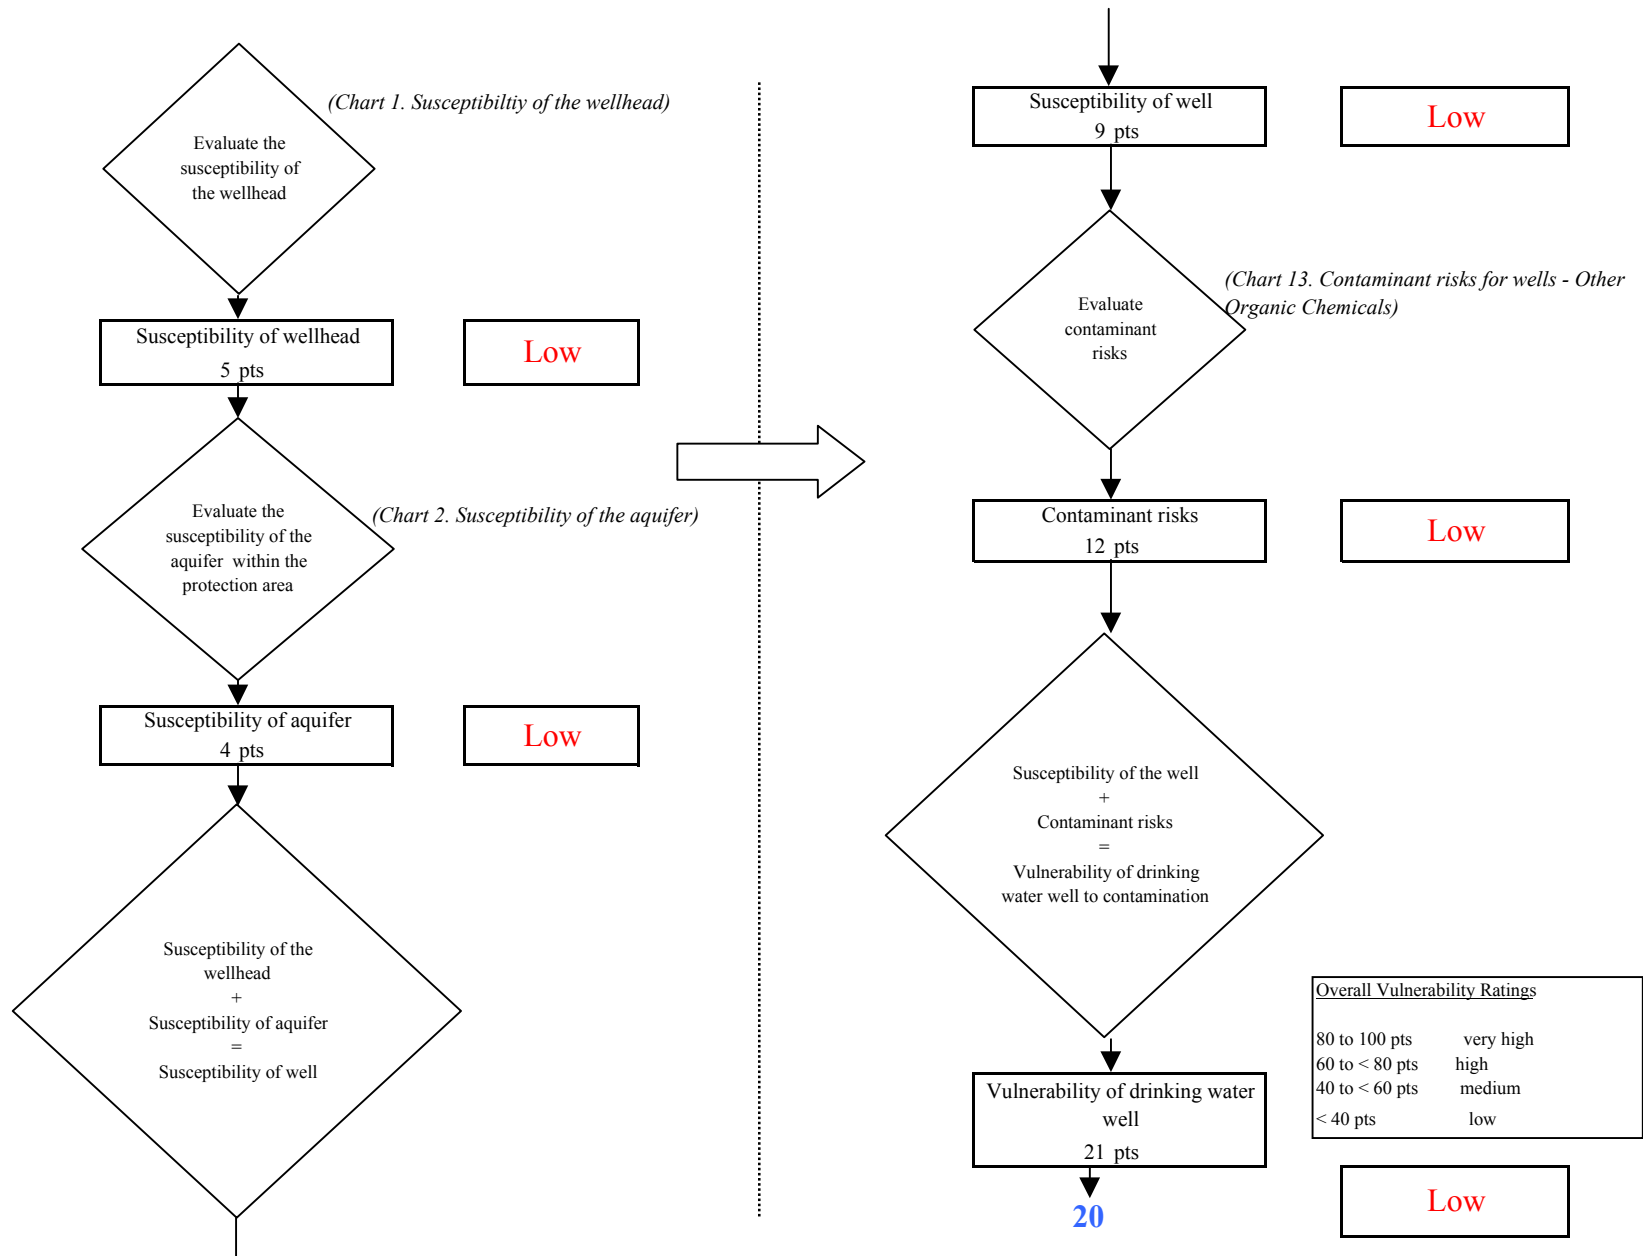 (Chart 1. Susceptibiltiy of the wellhead)
Evaluate the
susceptibility of
the wellhead
Susceptibility of wellhead
5 pts
Low
Evaluate the
susceptibility of the
aquifer within the
protection area
(Chart 2. Susceptibility of the aquifer)
Susceptibility of aquifer
4 pts
Low
Susceptibility of the
wellhead
+
Susceptibility of aquifer
=
Susceptibility of well
Susceptibility of well
9 pts
Low
(Chart 13. Contaminant risks for wells - Other
Organic Chemicals)
Evaluate
contaminant
risks
Contaminant risks
12 pts
Low
Susceptibility of the well
+
Contaminant risks
=
Vulnerability of drinking
water well to contamination
Overall Vulnerability Ratings
80 to 100 pts very high
60 to < 80 pts high
40 to < 60 pts medium
< 40 pts low
Vulnerability of drinking water
well
21 pts
20
Low